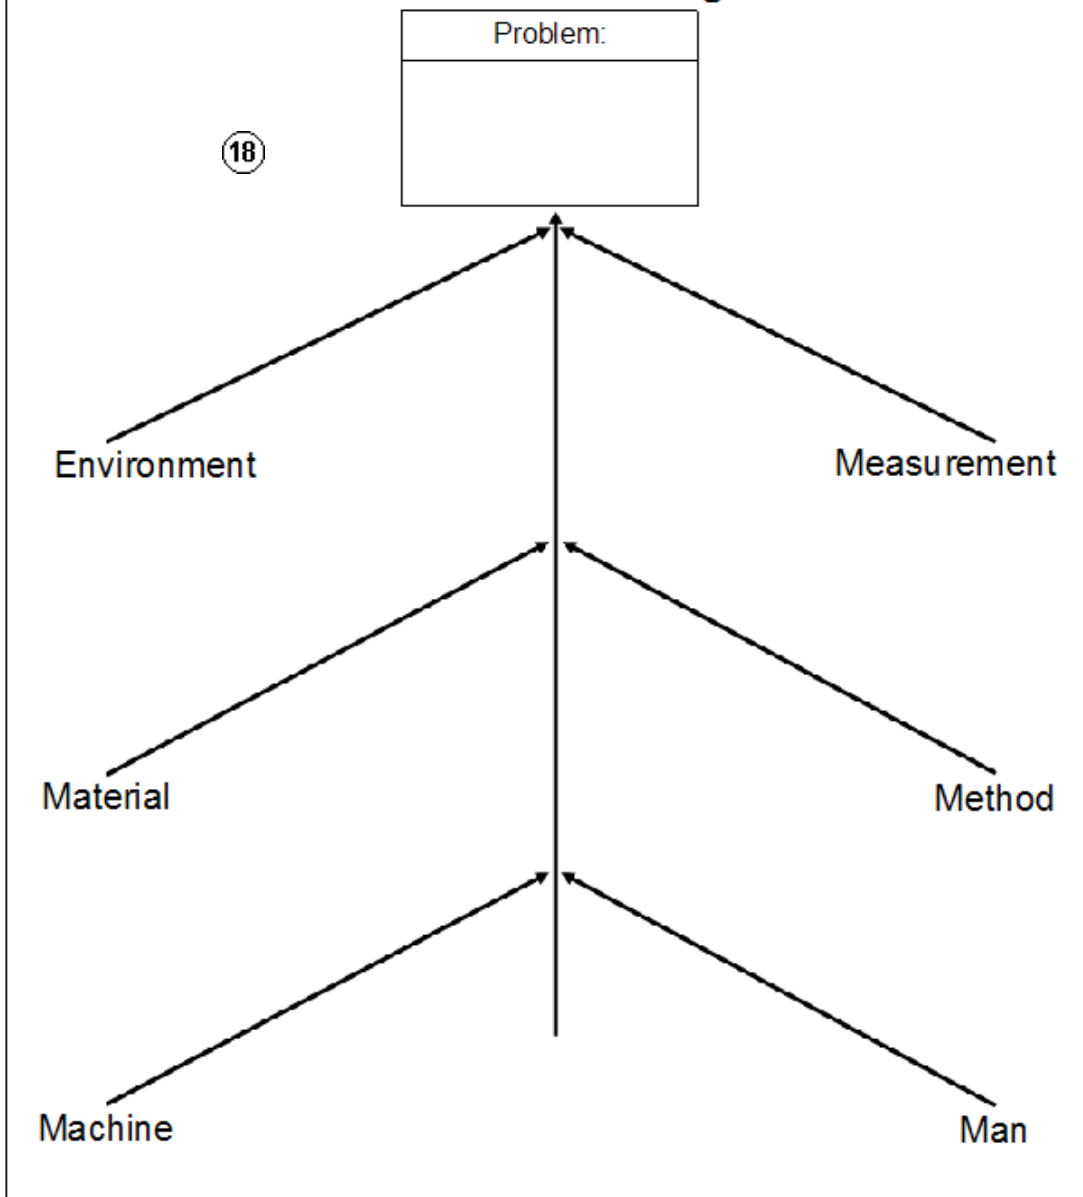 Problem:
18
Environment
Measurement
Material
Method
Machine
Man